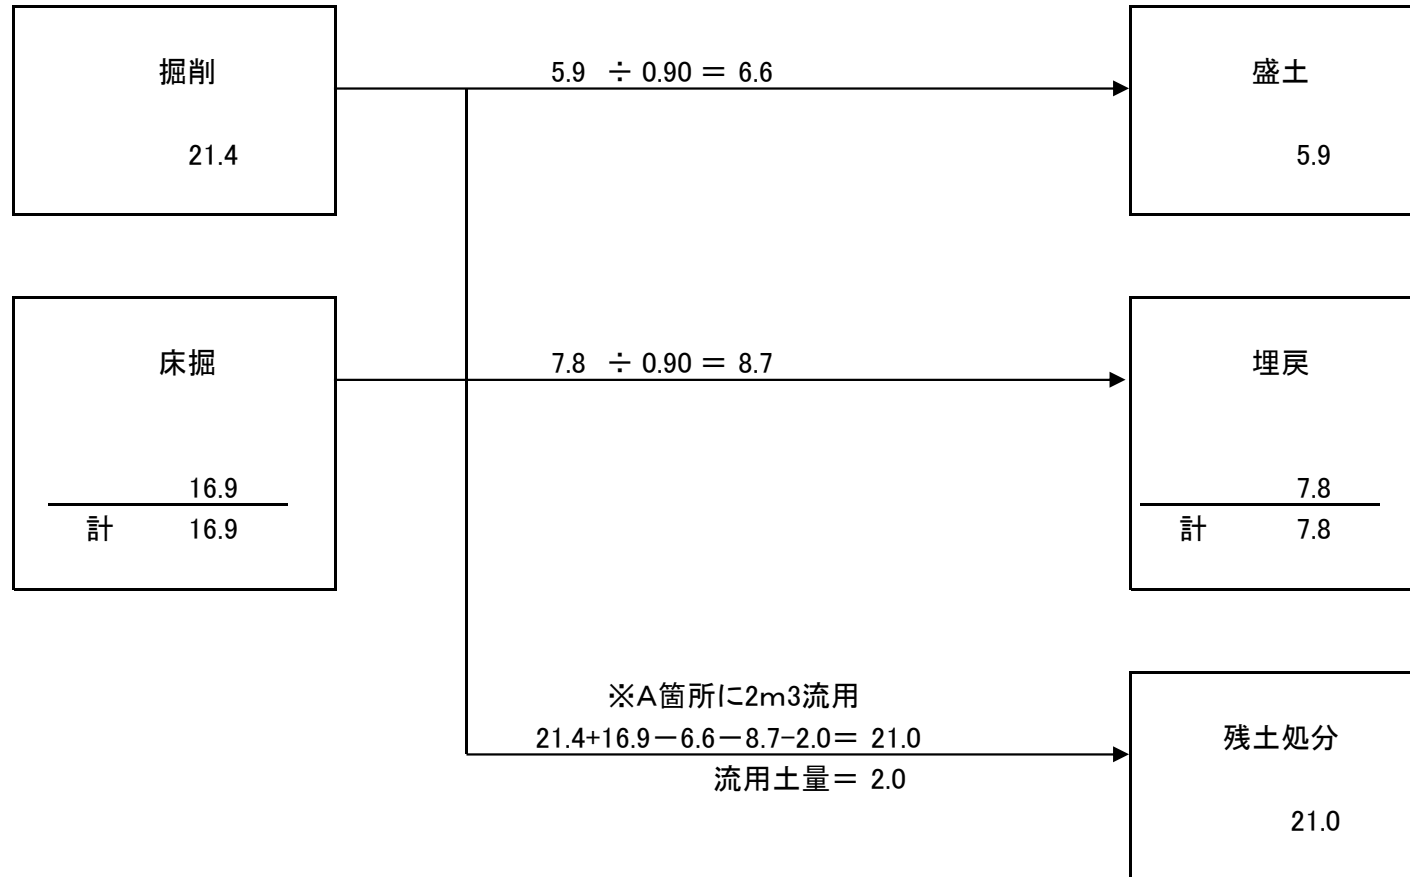 掘削
21.4
5.9 ÷ 0.90 = 6.6
盛土
5.9
床掘
16.9
計 16.9
7.8 ÷ 0.90 = 8.7
埋戻
7.8
計 7.8
※A箇所に2m3流用
21.4+16.9－6.6－8.7-2.0＝ 21.0
流用土量＝ 2.0
残土処分
21.0